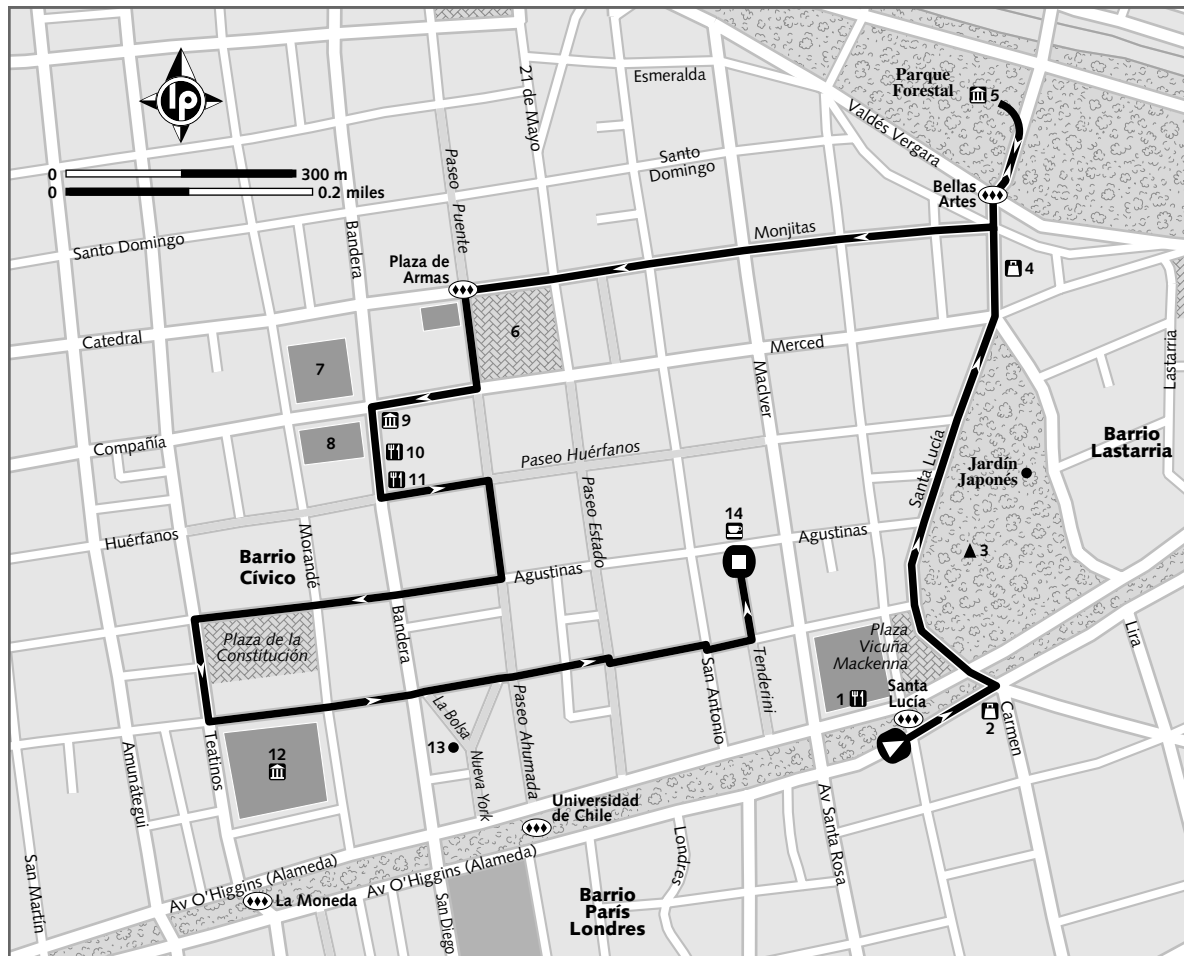 Esmeralda
Parque
Forestal
5
21 de Mayo
Valdés Vergara
lp
0 300 m
0 0.2 miles
Paseo Puente
Santo
Domingo
Bellas
Artes
Santo Domingo
Bandera
Monjitas
Plaza de
Armas
4
Catedral
6
Merced
MacIver
Lastarria
7
9
Compañía
8
10
Paseo Huérfanos
Santa Lucía
Barrio
Lastarria
11
Jardín
Japonés
Huérfanos
Morandé
Paseo Estado
14
Agustinas
3
Barrio
Cívico
Agustinas
Bandera
Plaza de la
Constitución
Plaza
Vicuña
Mackenna
Lira
San Antonio
Tenderini
Santa
Lucía
1
La Bolsa
Paseo Ahumada
2
Carmen
Amunátegui
Teatinos
12
13
Nueva York
Universidad
de Chile
Av Santa Rosa
San Martín
Av O'Higgins (Alameda)
Av O'Higgins (Alameda)
Londres
La Moneda
San Diego
Barrio
París
Londres